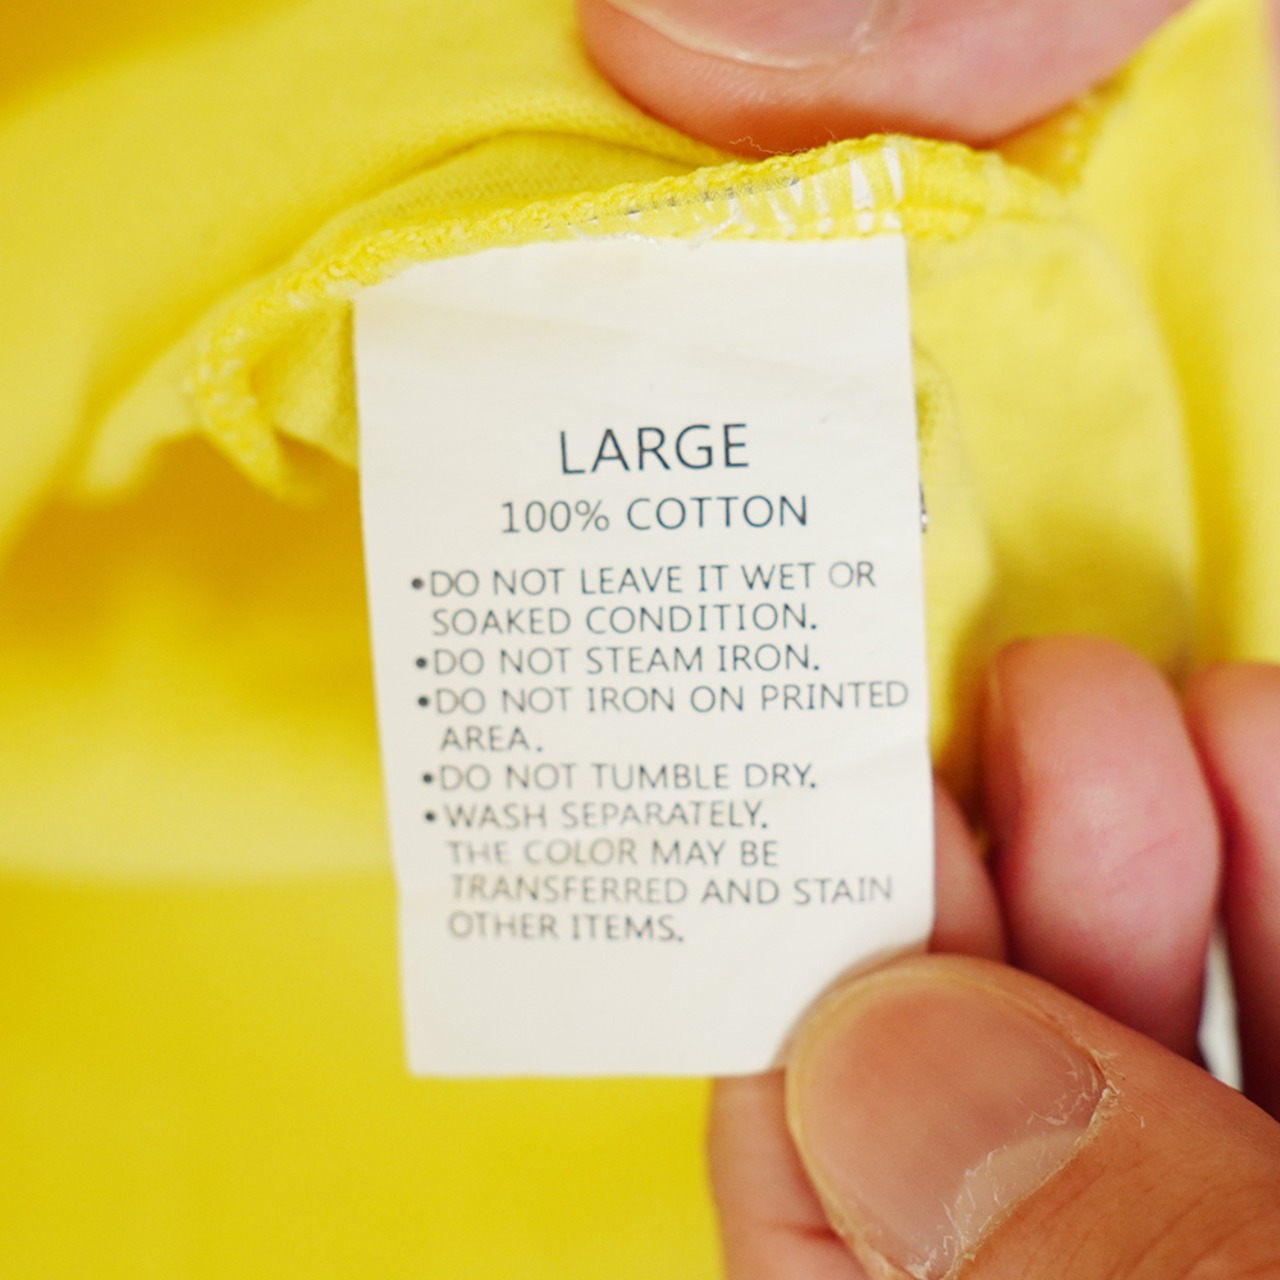 LARGE
100% COTTON
•DO NOT LEAVE IT WET OR
SOAKED CONDITION.
•DO NOT STEAM IRON.
•DO NOT IRON ON PRINTED
AREA.
•DO NOT TUMBLE DRY.
•WASH SEPARATELY.
THE COLOR MAY BE
TRANSFERRED AND STAIN
OTHER ITEMS.